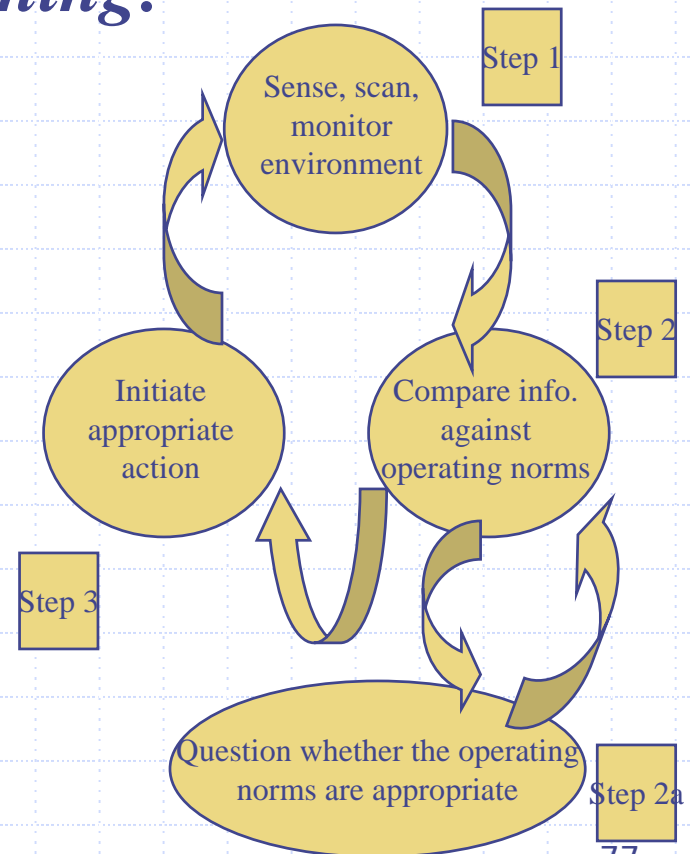 Step 1
Sense, scan,
monitor
environment
Step 2
Compare info.
against
operating norms
Initiate
appropriate
action
Step 3
Question whether the operating
norms are appropriate
Step 2a